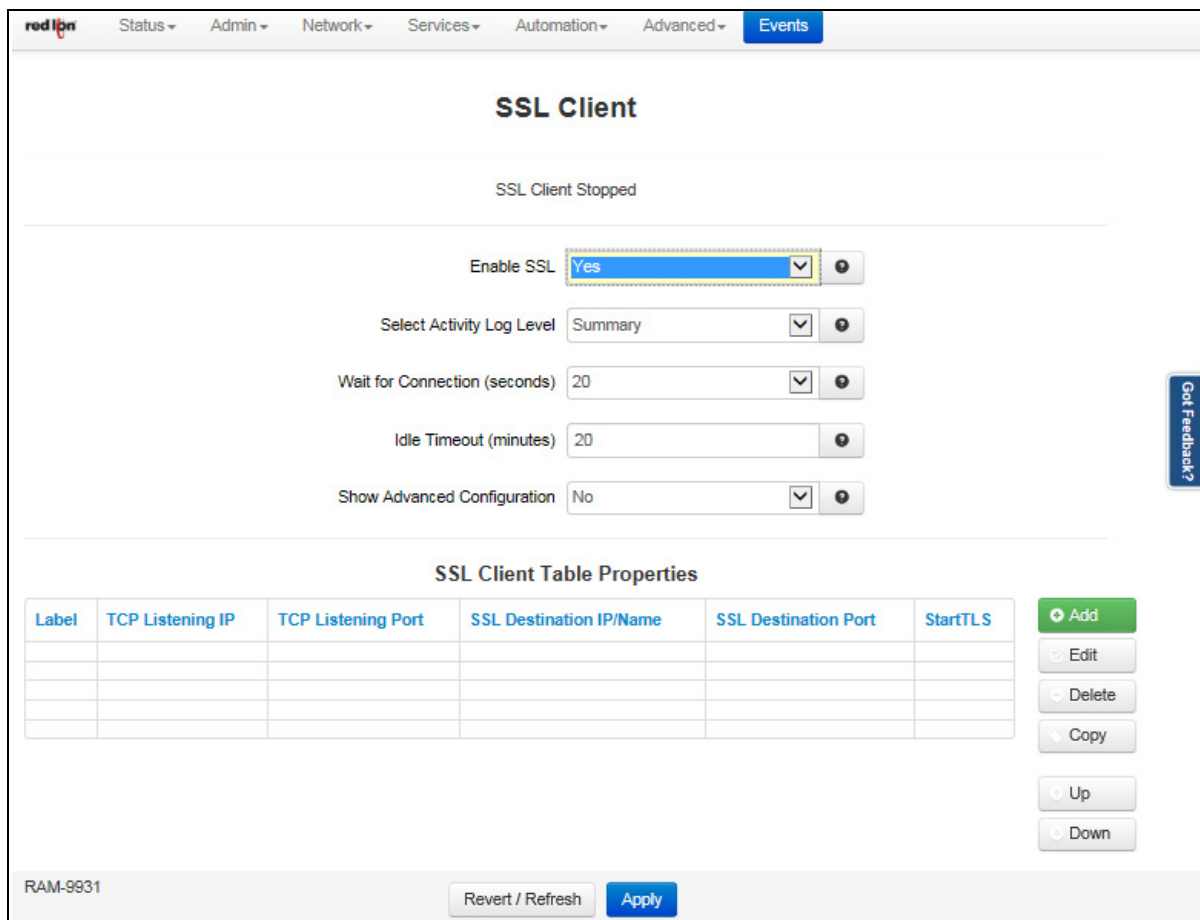 red lion Status Admin Network Services Automation Advanced Events
SSL Client
SSL Client Stopped
Enable SSL Yes
Select Activity Log Level Summary
Wait for Connection (seconds) 20
Idle Timeout (minutes) 20
Show Advanced Configuration No
Got Feedback?
SSL Client Table Properties
Label TCP Listening IP TCP Listening Port SSL Destination IP/Name SSL Destination Port StartTLS
Add
Edit
Delete
Copy
Up
Down
RAM-9931
Revert / Refresh Apply